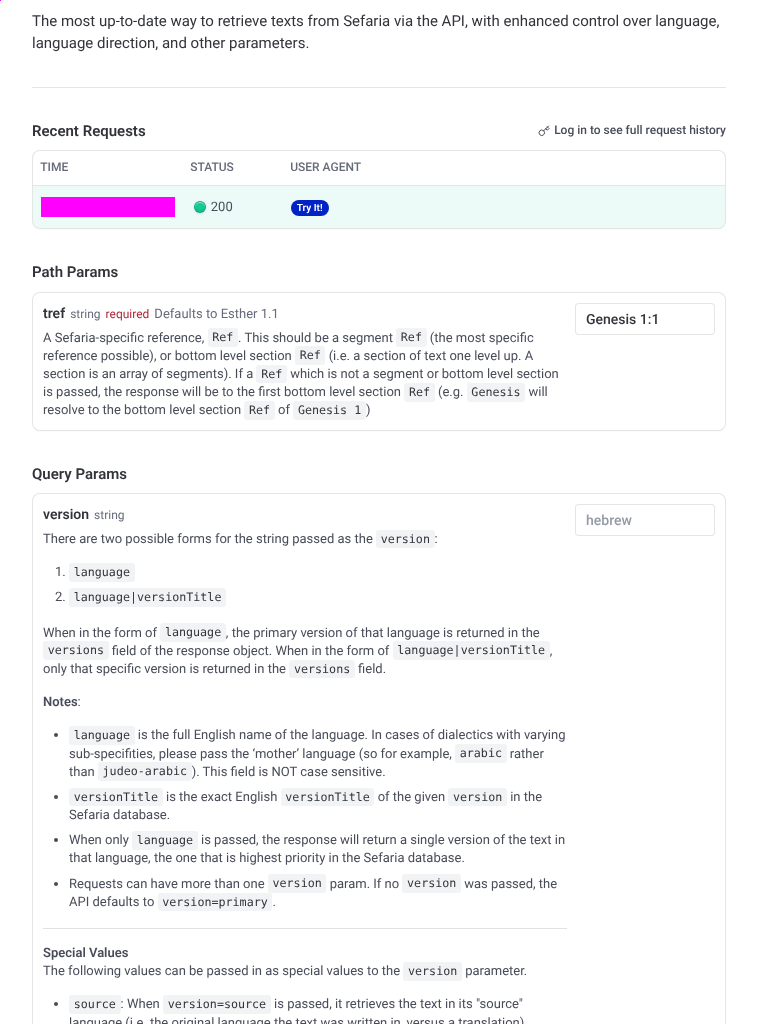 The most up-to-date way to retrieve texts from Sefaria via the API, with enhanced control over language,
language direction, and other parameters.
Recent Requests
Log in to see full request history
TIME STATUS USER AGENT
200 Try It!
Path Params
tref string required Defaults to Esther 1.1
Genesis 1:1
A Sefaria-specific reference, Ref . This should be a segment Ref (the most specific
reference possible), or bottom level section Ref (i.e. a section of text one level up. A
section is an array of segments). If a Ref which is not a segment or bottom level section
is passed, the response will be to the first bottom level section Ref (e.g. Genesis will
resolve to the bottom level section Ref of Genesis 1 )
Query Params
version string
hebrew
There are two possible forms for the string passed as the version :
1. language
2. language|versionTitle
When in the form of language , the primary version of that language is returned in the
versions field of the response object. When in the form of language|versionTitle ,
only that specific version is returned in the versions field.
Notes:
• language is the full English name of the language. In cases of dialectics with varying
sub-specifities, please pass the ‘mother’ language (so for example, arabic rather
than judeo-arabic ). This field is NOT case sensitive.
• versionTitle is the exact English versionTitle of the given version in the
Sefaria database.
• When only language is passed, the response will return a single version of the text in
that language, the one that is highest priority in the Sefaria database.
• Requests can have more than one version param. If no version was passed, the
API defaults to version=primary .
Special Values
The following values can be passed in as special values to the version parameter.
• source : When version=source is passed, it retrieves the text in its "source"
language (i.e. the original language the text was written in, versus a translation)